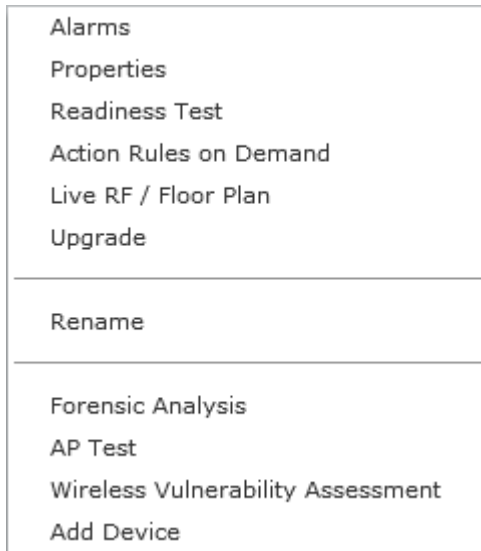 Alarms
Properties
Readiness Test
Action Rules on Demand
Live RF / Floor Plan
Upgrade
Rename
Forensic Analysis
AP Test
Wireless Vulnerability Assessment
Add Device